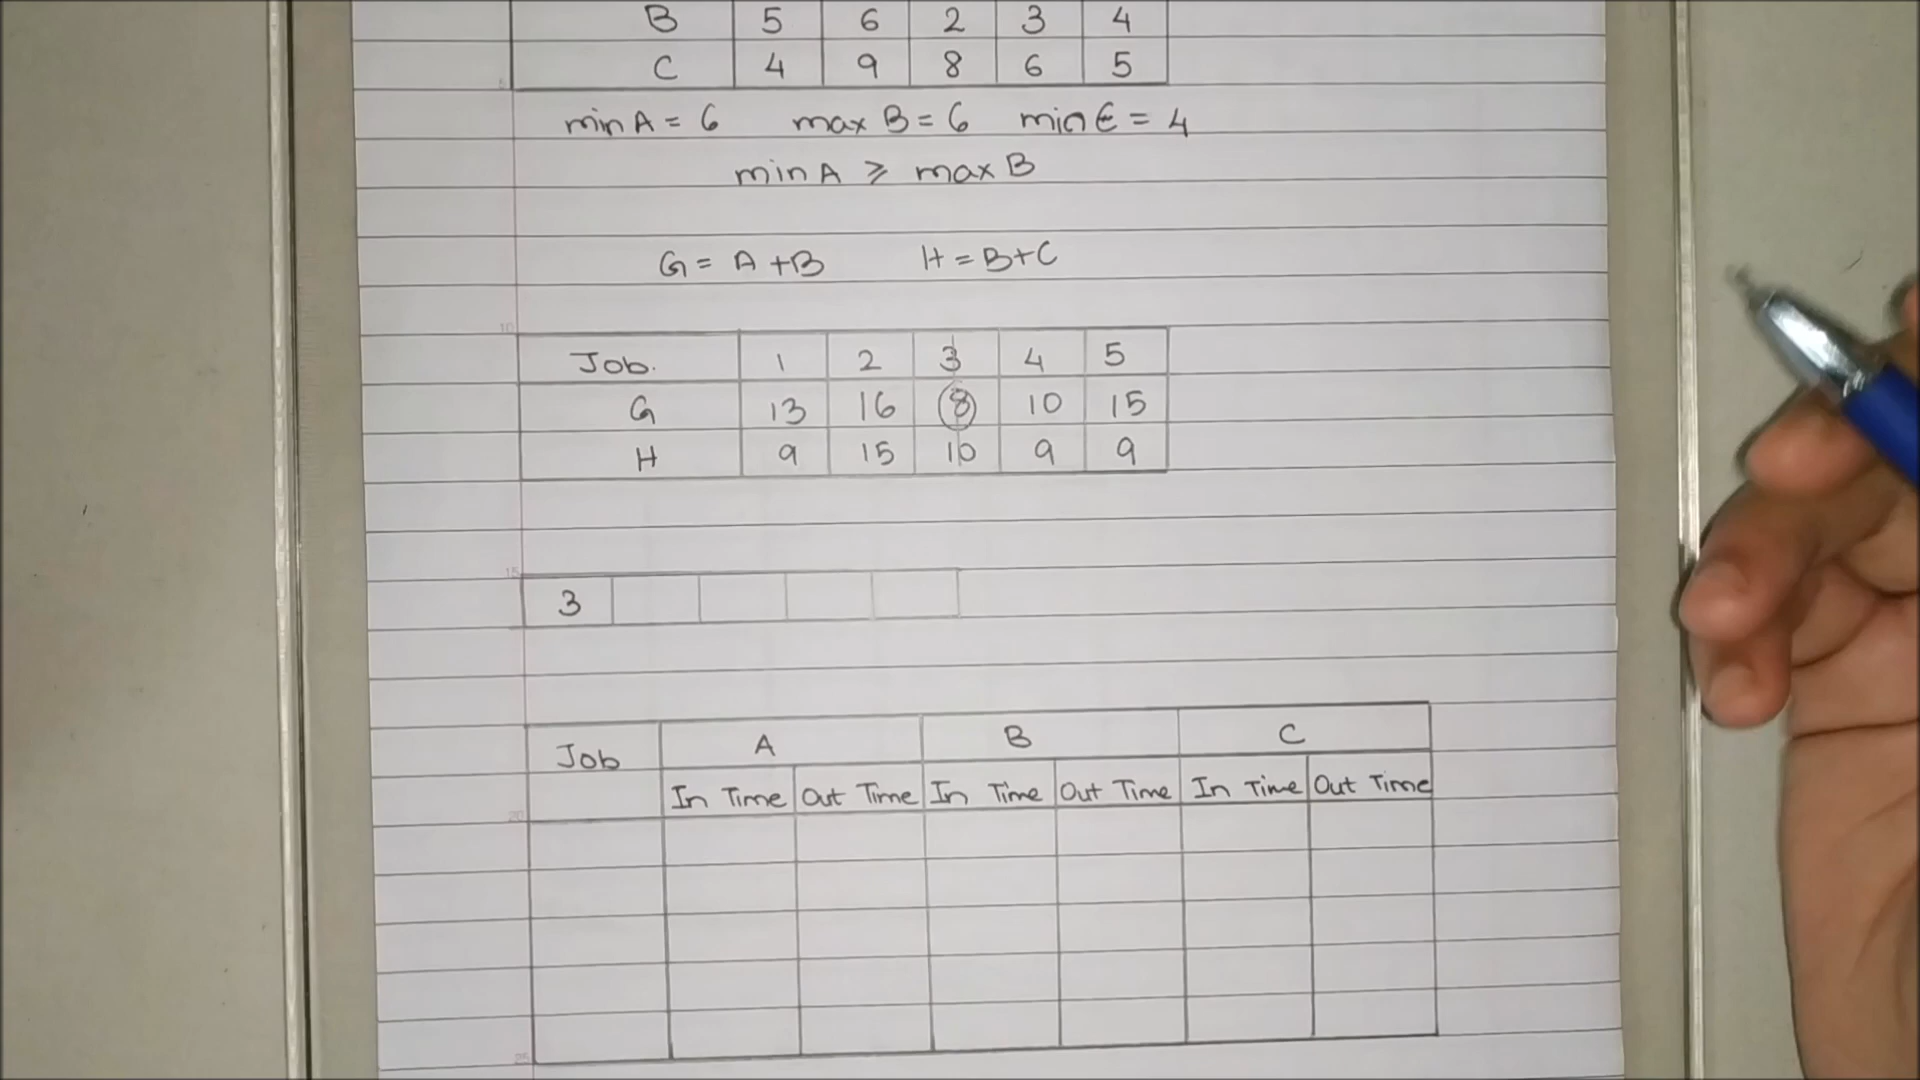 B 5 6 2 3 4
C 4 9 8 6 5
min A = 6 max B = 6 min C = 4
min A ⩾ max B
G = A + B H = B + C
Job. 1 2 3 4 5
G 13 16 8 10 15
H 9 15 10 9 9
3
Job A B C
In Time Out Time In Time Out Time In Time Out Time